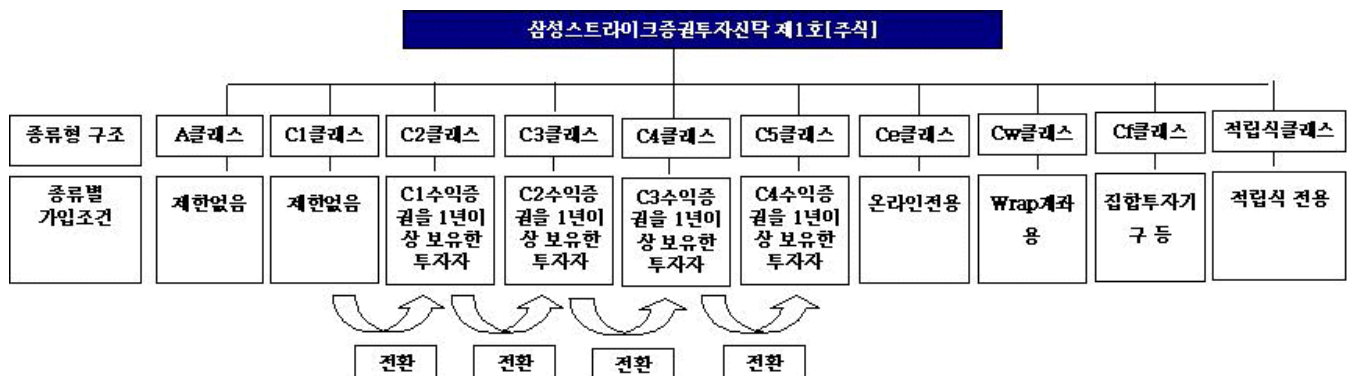 삼성스트라이크증권투자신탁 제1호[주식]
종류형 구조
A클래스
C1클래스
C2클래스
C3클래스
C4클래스
C5클래스
Ce클래스
Cw클래스
Cf클래스
적립식클래스
종류별
가입조건
제한없음
제한없음
C1수익증
권을 1년이
상 보유한
투자자
C2수익증
권을 1년이
상 보유한
투자자
C3수익증
권을 1년이
상 보유한
투자자
C4수익증
권을 1년이
상 보유한
투자자
온라인전용
Wrap계좌
용
집합투자기
구 등
적립식 전용
전환
전환
전환
전환